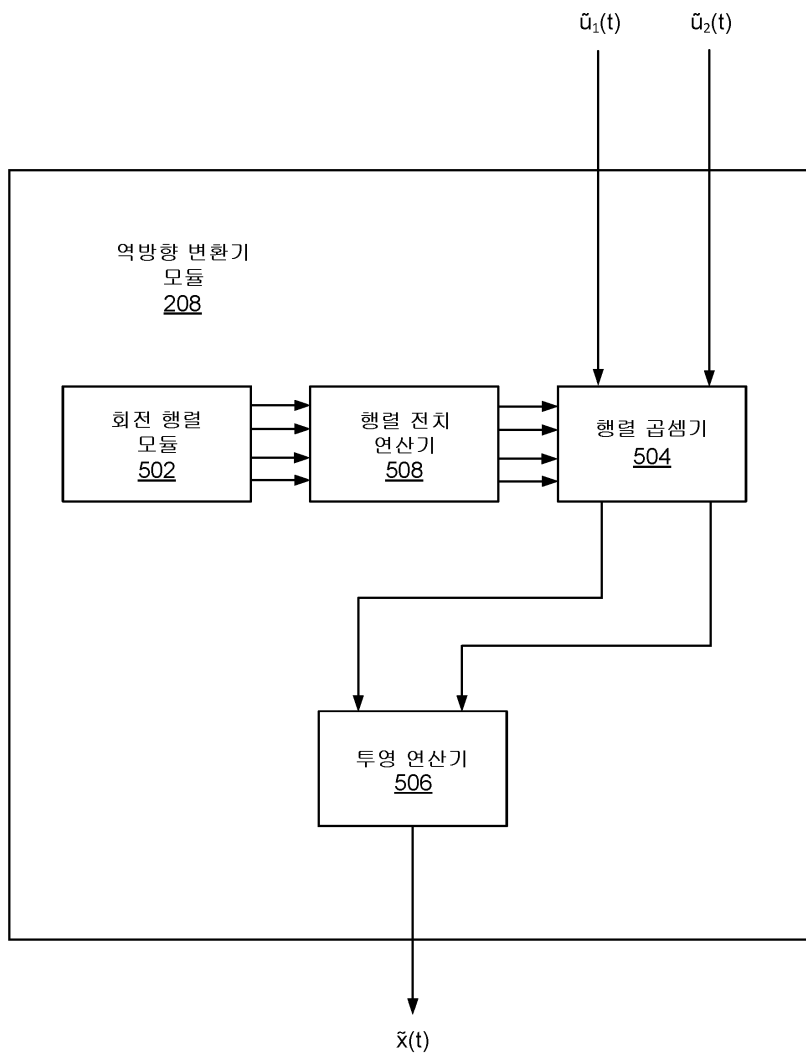 ũ₁(t) ũ₂(t)
역방향 변환기
모듈
208
회전 행렬
모듈
502
행렬 전치
연산기
508
행렬 곱셈기
504
투영 연산기
506
x̃(t)